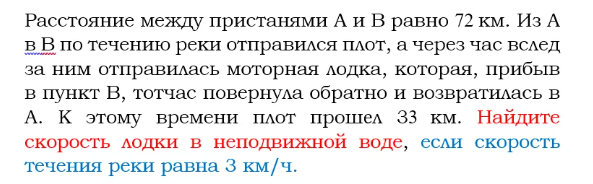 Расстояние между пристанями А и В равно 72 км. Из А
в В по течению реки отправился плот, а через час вслед
за ним отправилась моторная лодка, которая, прибыв
в пункт В, тотчас повернула обратно и возвратилась в
А. К этому времени плот прошел 33 км. Найдите
скорость лодки в неподвижной воде, если скорость
течения реки равна 3 км/ч.